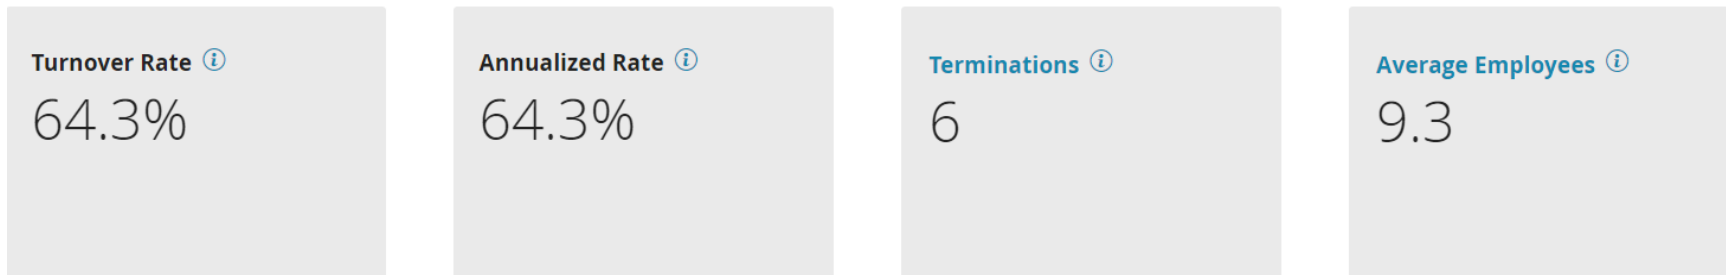 Turnover Rate
64.3%
Annualized Rate
64.3%
Terminations
6
Average Employees
9.3